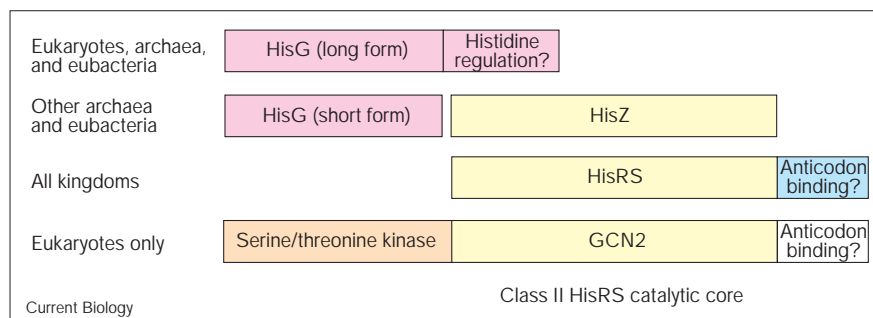 Eukaryotes, archaea,
and eubacteria
HisG (long form)
Histidine
regulation?
Other archaea
and eubacteria
HisG (short form)
HisZ
All kingdoms
HisRS
Anticodon
binding?
Eukaryotes only
Serine/threonine kinase
GCN2
Anticodon
binding?
Class II HisRS catalytic core
Current Biology